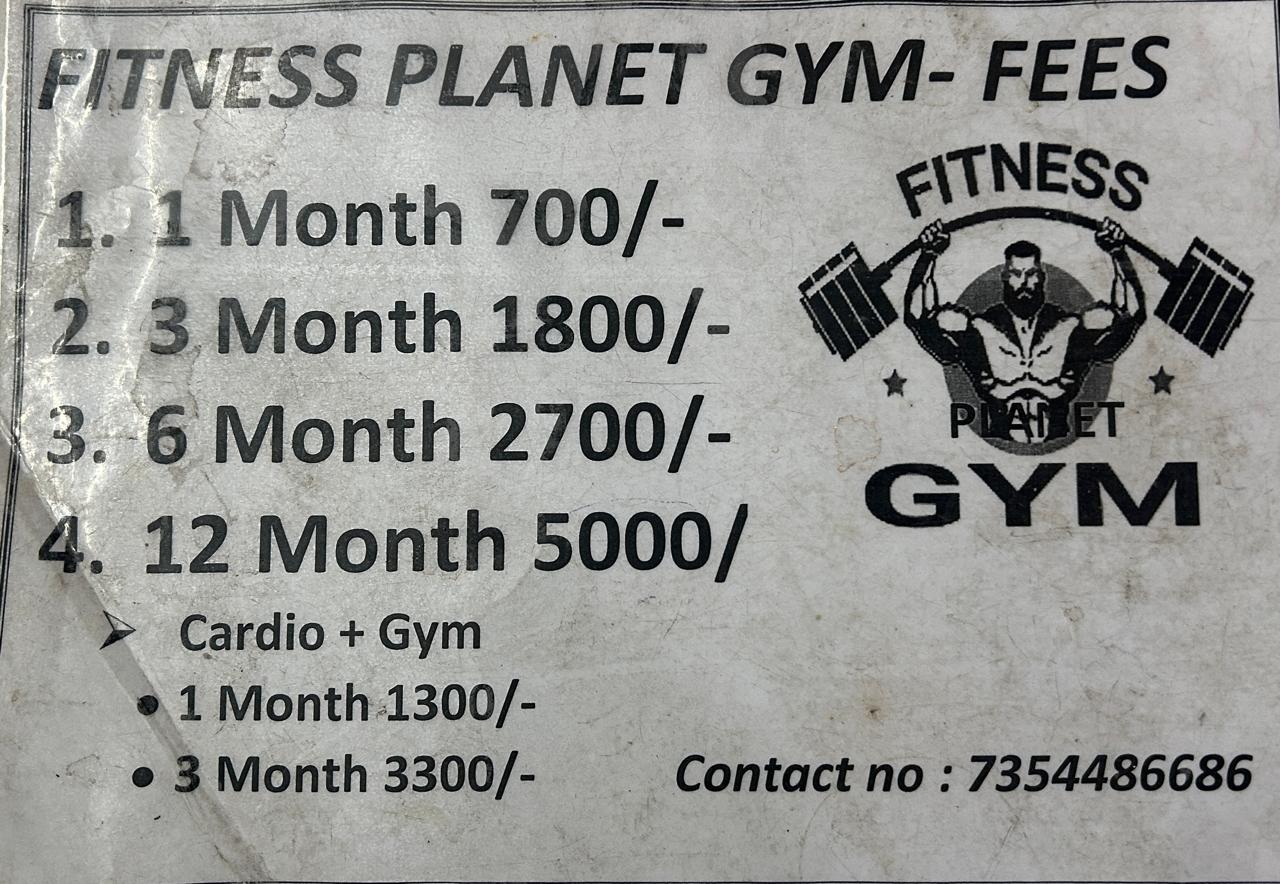 FITNESS PLANET GYM- FEES
1. 1 Month 700/-
2. 3 Month 1800/-
3. 6 Month 2700/-
4. 12 Month 5000/
➢ Cardio + Gym
• 1 Month 1300/-
• 3 Month 3300/-
FITNESS
PLANET
GYM
Contact no : 7354486686